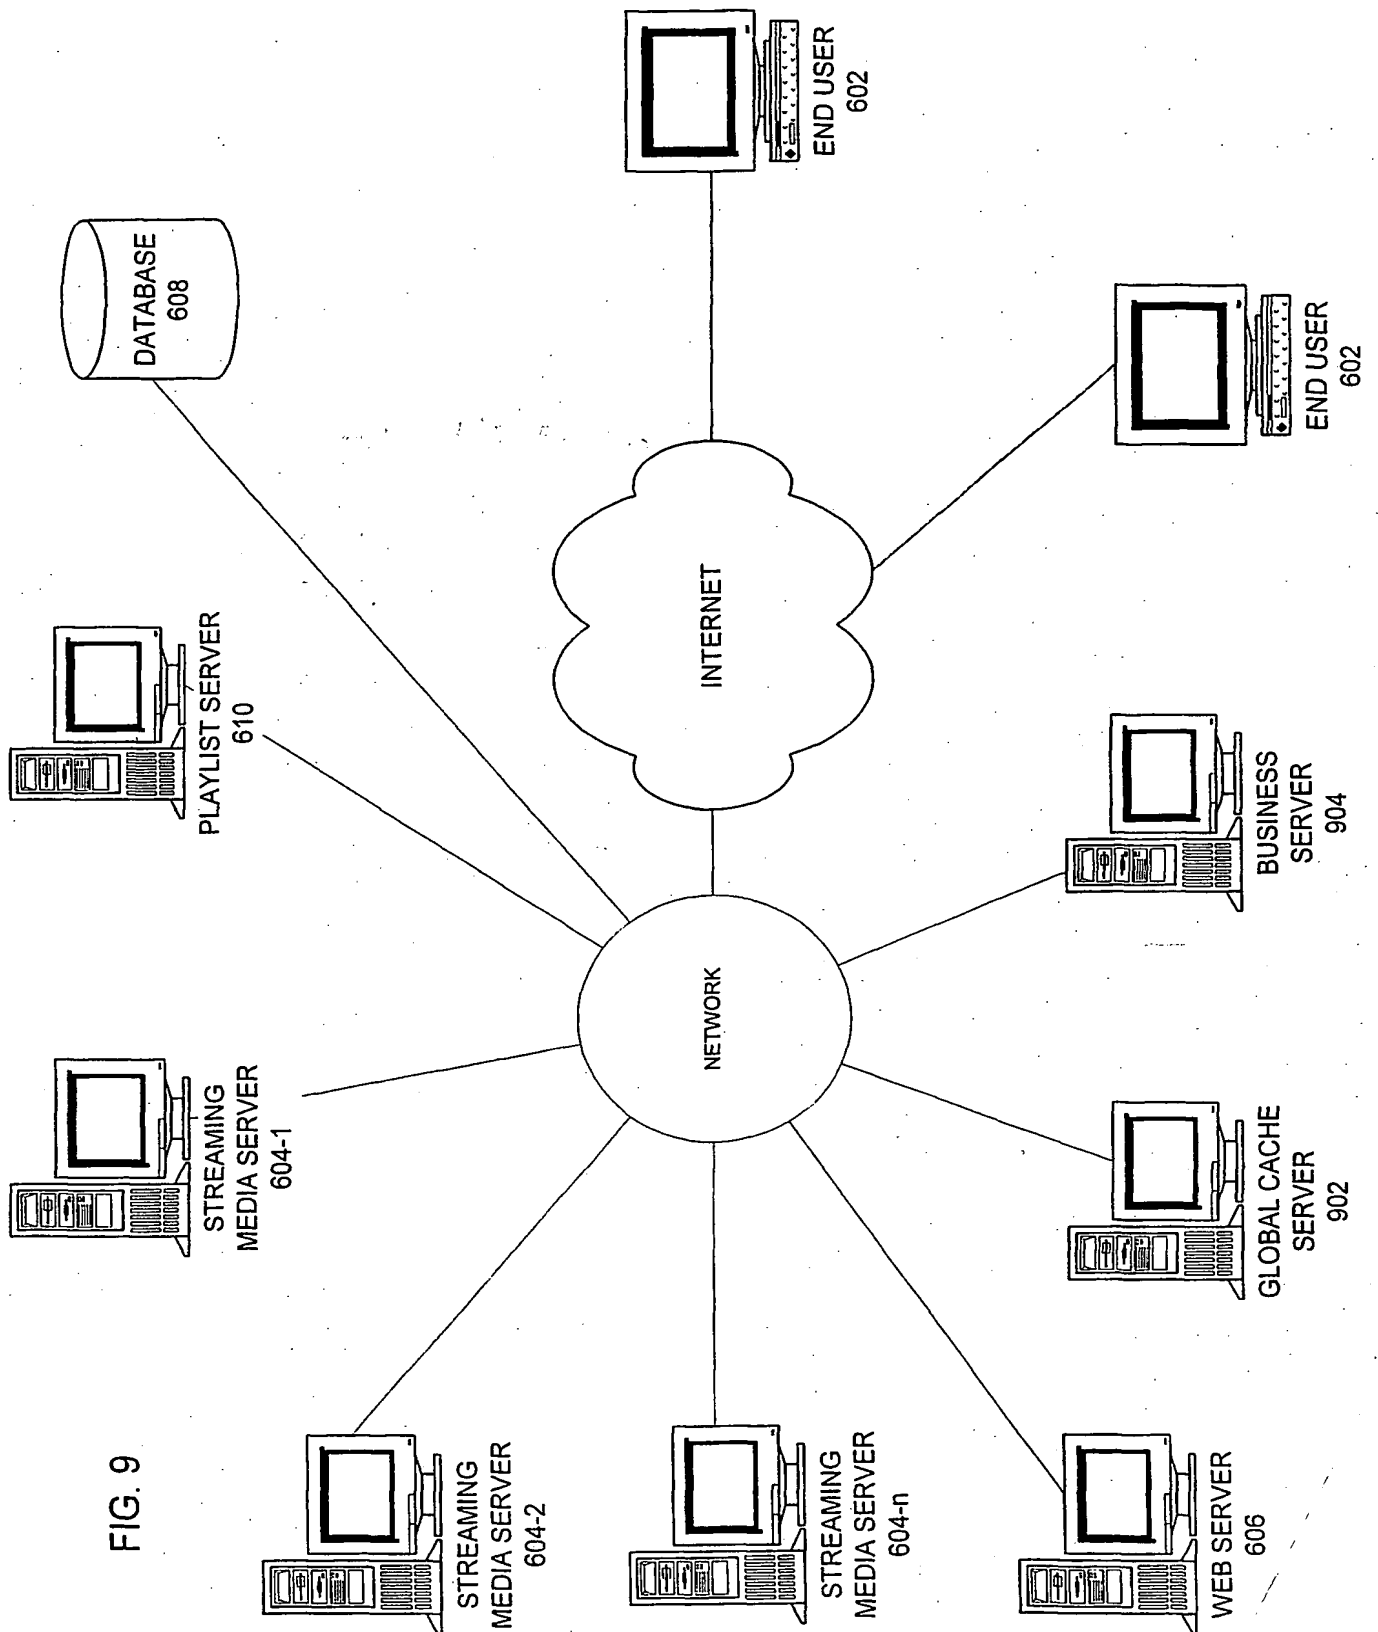 FIG. 9
STREAMING
MEDIA SERVER
604-1
PLAYLIST SERVER
610
DATABASE
608
STREAMING
MEDIA SERVER
604-2
STREAMING
MEDIA SERVER
604-n
NETWORK
INTERNET
END USER
602
WEB SERVER
606
GLOBAL CACHE
SERVER
902
BUSINESS
SERVER
904
END USER
602